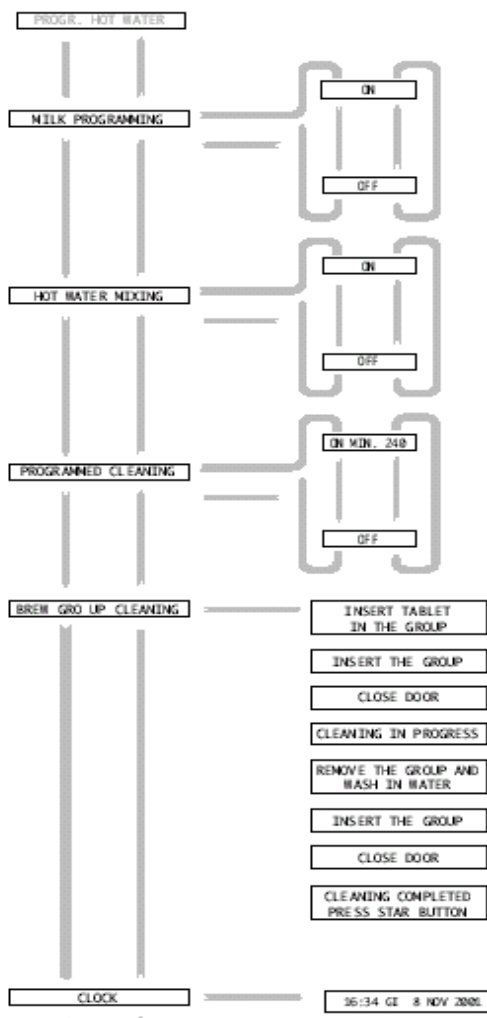 PROGR. HOT WATER
MILK PROGRAMMING
ON
OFF
HOT WATER MIXING
ON
OFF
PROGRAMMED CLEANING
ON MIN. 240
OFF
BREW GRO UP CLEANING
INSERT TABLET
IN THE GROUP
INSERT THE GROUP
CLOSE DOOR
CLEANING IN PROGRESS
REMOVE THE GROUP AND
WASH IN WATER
INSERT THE GROUP
CLOSE DOOR
CLEANING COMPLETED
PRESS STAR BUTTON
CLOCK
16:34 GI 8 NOV 2001